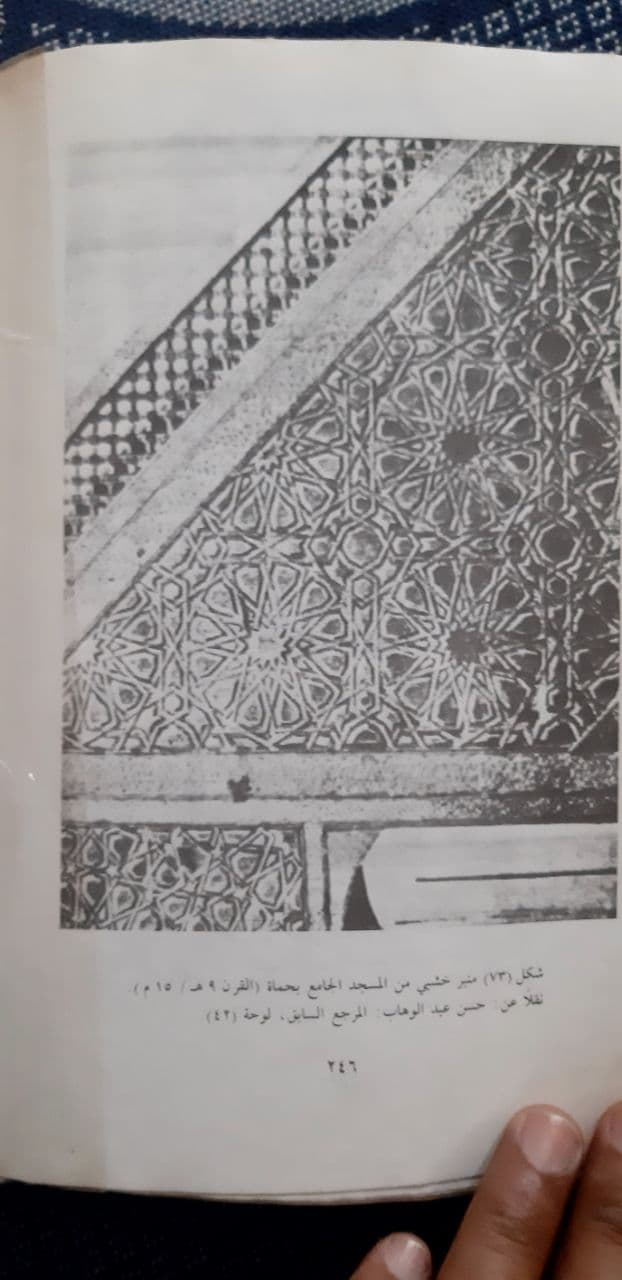 شكل (٧٣) منبر خشبي من المسجد الجامع بحماة (القرن ٩ هـ / ١٥ م).
نقلاً عن: حسن عبد الوهاب: المرجع السابق، لوحة (٤٢)
٢٤٦